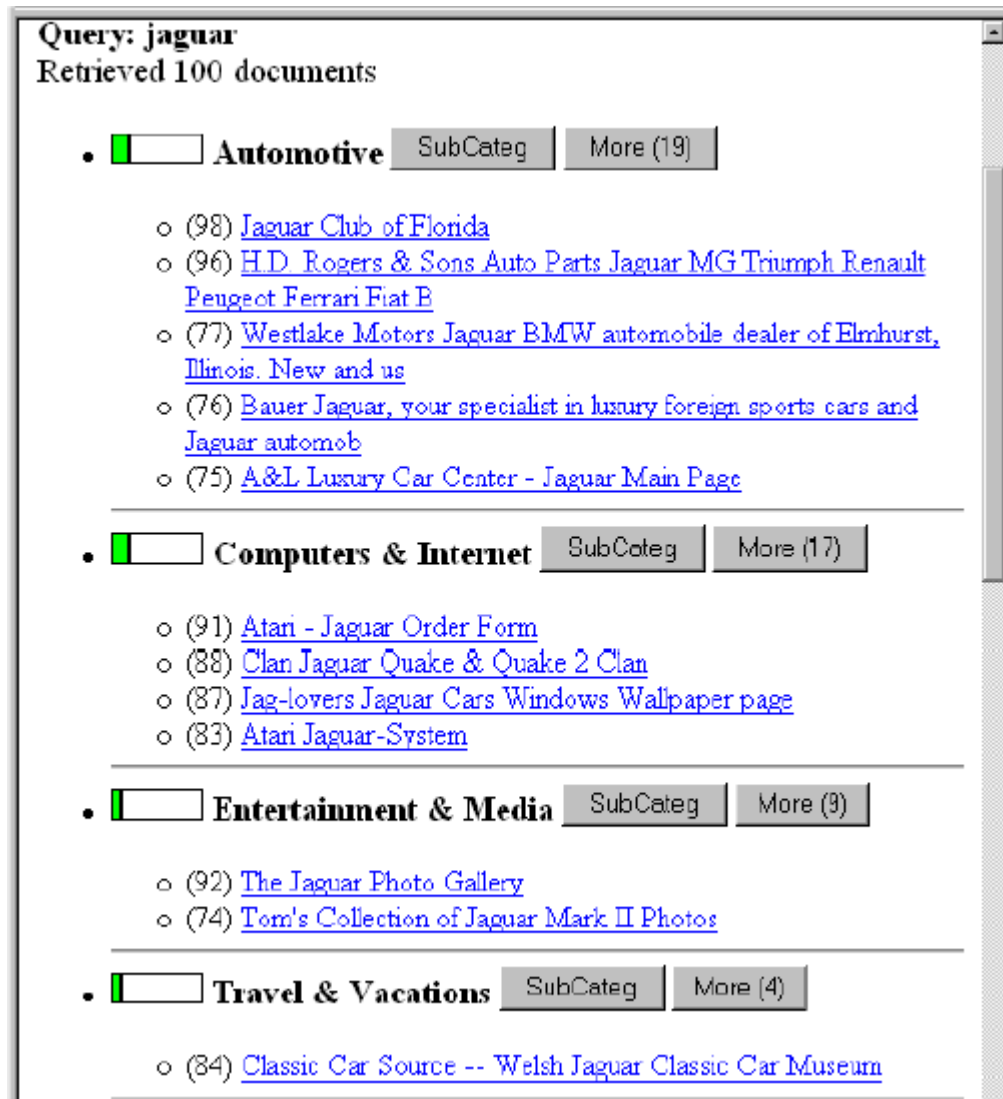 Query: jaguar
Retrieved 100 documents
Automotive SubCateg More (19)
(98) Jaguar Club of Florida
(96) H.D. Rogers & Sons Auto Parts Jaguar MG Triumph Renault
Peugeot Ferrari Fiat B
(77) Westlake Motors Jaguar BMW automobile dealer of Elmhurst,
Illinois. New and us
(76) Bauer Jaguar, your specialist in luxury foreign sports cars and
Jaguar automob
(75) A&L Luxury Car Center - Jaguar Main Page
Computers & Internet SubCateg More (17)
(91) Atari - Jaguar Order Form
(88) Clan Jaguar Quake & Quake 2 Clan
(87) Jag-lovers Jaguar Cars Windows Wallpaper page
(83) Atari Jaguar-System
Entertainment & Media SubCateg More (9)
(92) The Jaguar Photo Gallery
(74) Tom's Collection of Jaguar Mark II Photos
Travel & Vacations SubCateg More (4)
(84) Classic Car Source -- Welsh Jaguar Classic Car Museum